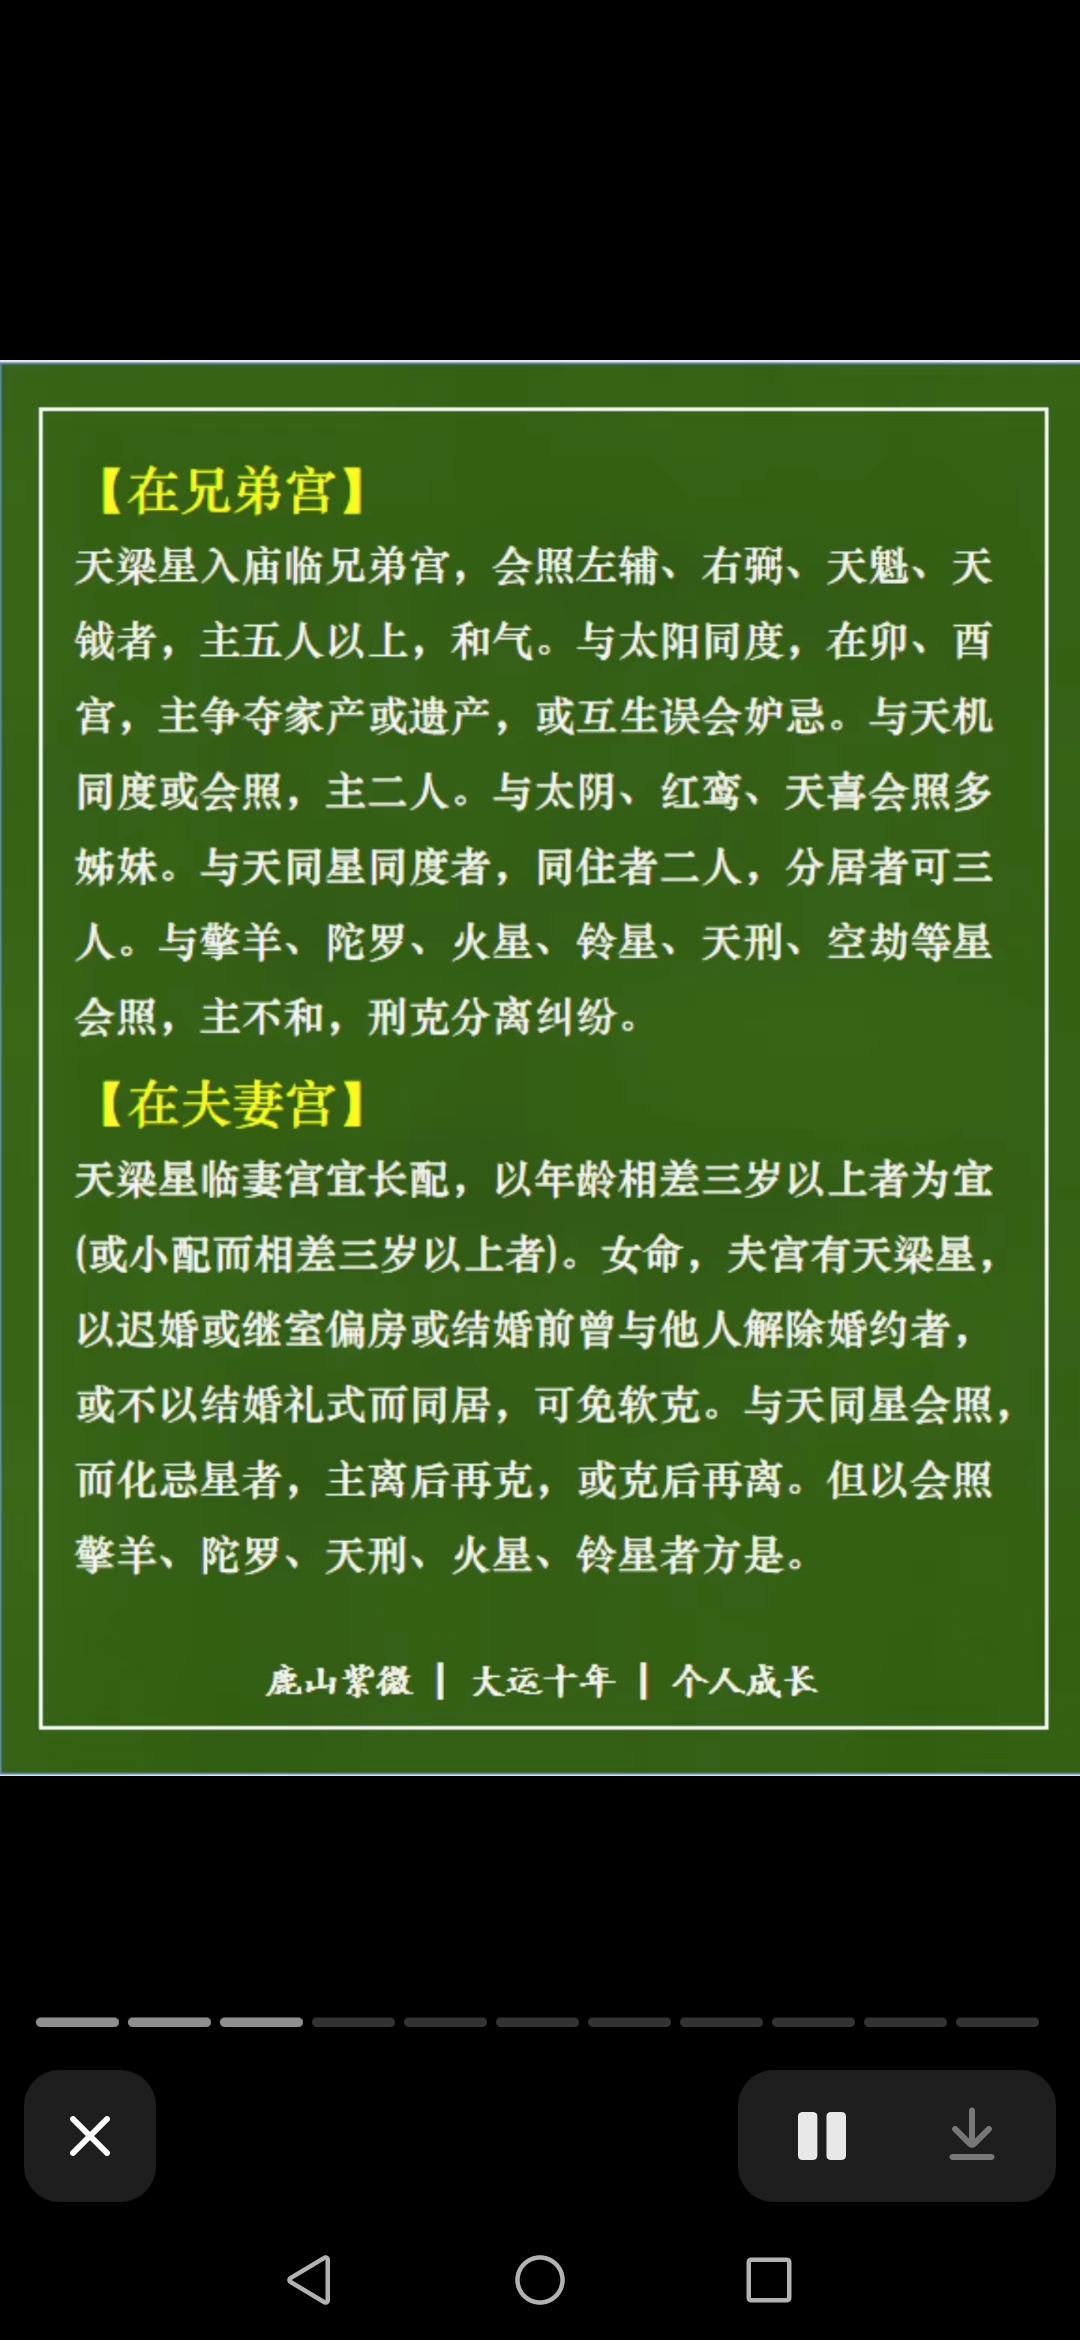 【在兄弟宫】
天梁星入庙临兄弟宫，会照左辅、右弼、天魁、天
钺者，主五人以上，和气。与太阳同度，在卯、酉
宫，主争夺家产或遗产，或互生误会妒忌。与天机
同度或会照，主二人。与太阴、红鸾、天喜会照多
姊妹。与天同星同度者，同住者二人，分居者可三
人。与擎羊、陀罗、火星、铃星、天刑、空劫等星
会照，主不和，刑克分离纠纷。
【在夫妻宫】
天梁星临妻宫宜长配，以年龄相差三岁以上者为宜
(或小配而相差三岁以上者)。女命，夫宫有天梁星，
以迟婚或继室偏房或结婚前曾与他人解除婚约者，
或不以结婚礼式而同居，可免软克。与天同星会照，
而化忌星者，主离后再克，或克后再离。但以会照
擎羊、陀罗、天刑、火星、铃星者方是。
鹿山紫微 | 大运十年 | 个人成长